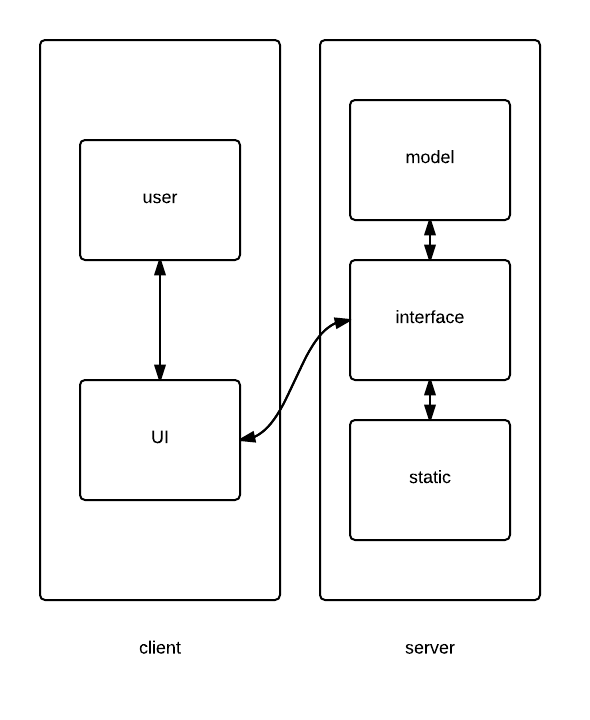 user
UI
client
model
interface
static
server